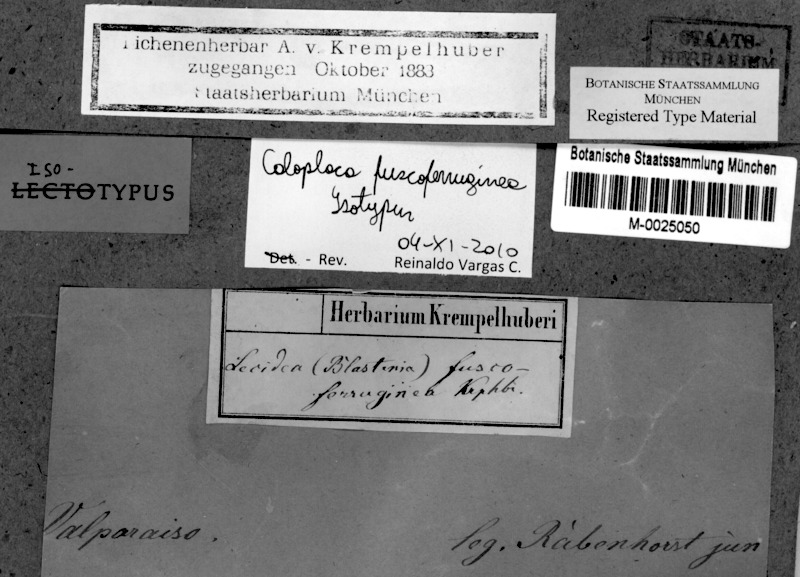 Lichenenherbar A. v. Krempelhuber
zugegangen Oktober 1883
Staatsherbarium München
STAATS-
HERBARIUM
BOTANISCHE STAATSSAMMLUNG
MÜNCHEN
Registered Type Material
ISO-
LECTOTYPUS
Caloplaca fuscoferruginea
Isotypus
04-XI-2010
Det. - Rev. Reinaldo Vargas C.
Botanische Staatssammlung München
M-0025050
Herbarium Krempelhuberi
Lecidea (Blastenia) fusco-
ferruginea Krphbr.
Valparaiso.
leg. Rabenhorst jun